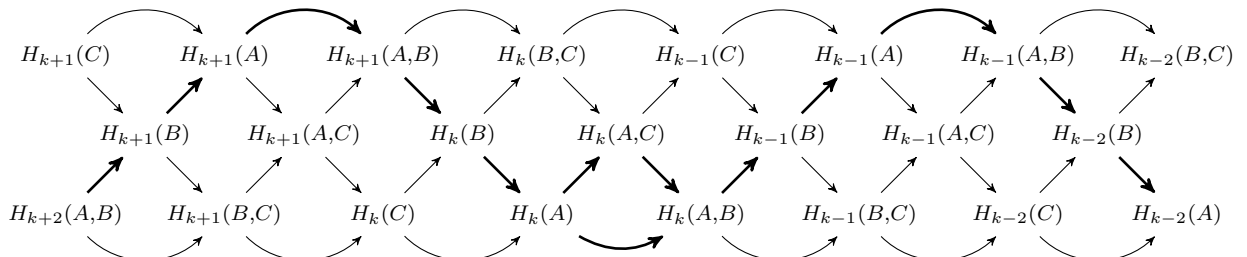 H_{k+1}(C) H_{k+1}(A) H_{k+1}(A,B) H_k(B,C) H_{k−1}(C) H_{k−1}(A) H_{k−1}(A,B) H_{k−2}(B,C)
H_{k+1}(B) H_{k+1}(A,C) H_k(B) H_k(A,C) H_{k−1}(B) H_{k−1}(A,C) H_{k−2}(B)
H_{k+2}(A,B) H_{k+1}(B,C) H_k(C) H_k(A) H_k(A,B) H_{k−1}(B,C) H_{k−2}(C) H_{k−2}(A)